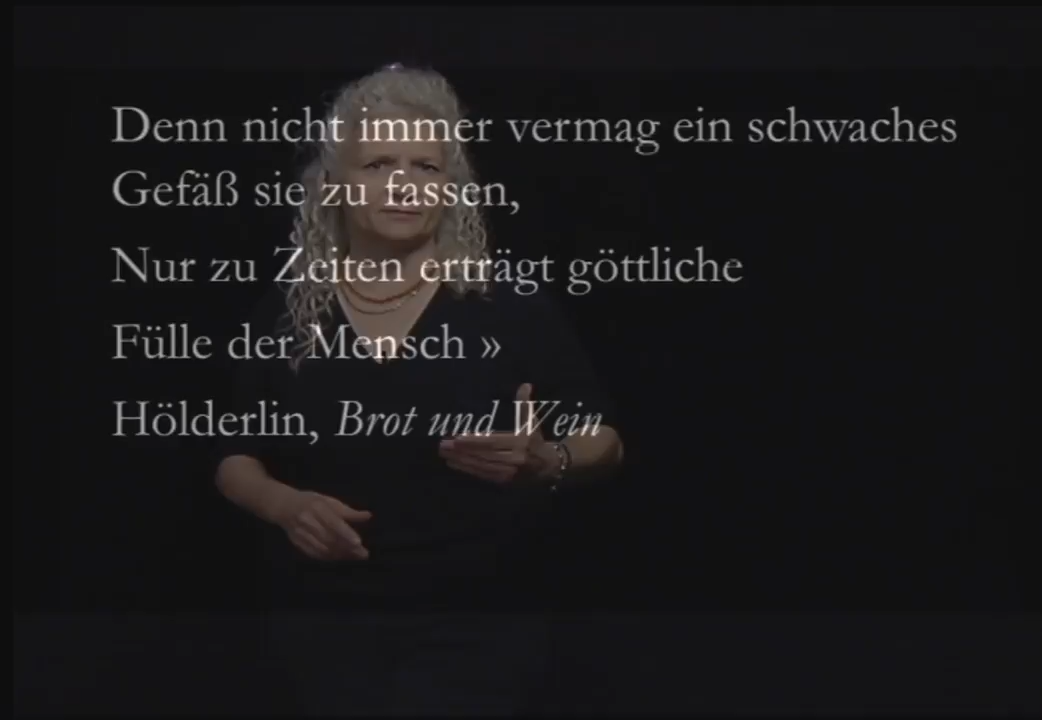 Denn nicht immer vermag ein schwaches
Gefäß sie zu fassen,
Nur zu Zeiten erträgt göttliche
Fülle der Mensch »
Hölderlin, Brot und Wein